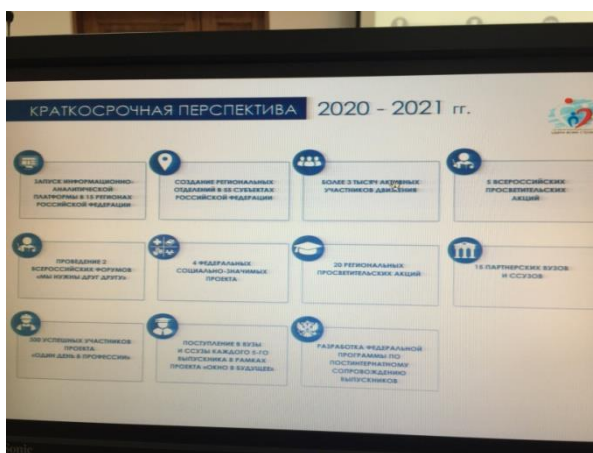 КРАТКОСРОЧНАЯ ПЕРСПЕКТИВА 2020 - 2021 гг.
ЗАПУСК ИНФОРМАЦИОННО-
АНАЛИТИЧЕСКОЙ
ПЛАТФОРМЫ В 15 РЕГИОНАХ
РОССИЙСКОЙ ФЕДЕРАЦИИ
СОЗДАНИЕ РЕГИОНАЛЬНЫХ
ОТДЕЛЕНИЙ В 55 СУБЪЕКТАХ
РОССИЙСКОЙ ФЕДЕРАЦИИ
БОЛЕЕ 3 ТЫСЯЧ АКТИВНЫХ
УЧАСТНИКОВ ДВИЖЕНИЯ
5 ВСЕРОССИЙСКИХ
ПРОСВЕТИТЕЛЬСКИХ
АКЦИЙ
ПРОВЕДЕНИЕ 2
ВСЕРОССИЙСКИХ ФОРУМОВ
«МЫ НУЖНЫ ДРУГ ДРУГУ»
4 ФЕДЕРАЛЬНЫХ
СОЦИАЛЬНО-ЗНАЧИМЫХ
ПРОЕКТА
20 РЕГИОНАЛЬНЫХ
ПРОСВЕТИТЕЛЬСКИХ АКЦИЙ
15 ПАРТНЕРСКИХ ВУЗОВ
И ССУЗОВ
300 УСПЕШНЫХ УЧАСТНИКОВ
ПРОЕКТА
«ОДИН ДЕНЬ В ПРОФЕССИИ»
ПОСТУПЛЕНИЕ В ВУЗЫ
И ССУЗЫ КАЖДОГО 5-ГО
ВЫПУСКНИКА В РАМКАХ
ПРОЕКТА «ОКНО В БУДУЩЕЕ»
РАЗРАБОТКА ФЕДЕРАЛЬНОЙ
ПРОГРАММЫ ПО
ПОСТИНТЕРНАТНОМУ
СОПРОВОЖДЕНИЮ
ВЫПУСКНИКОВ